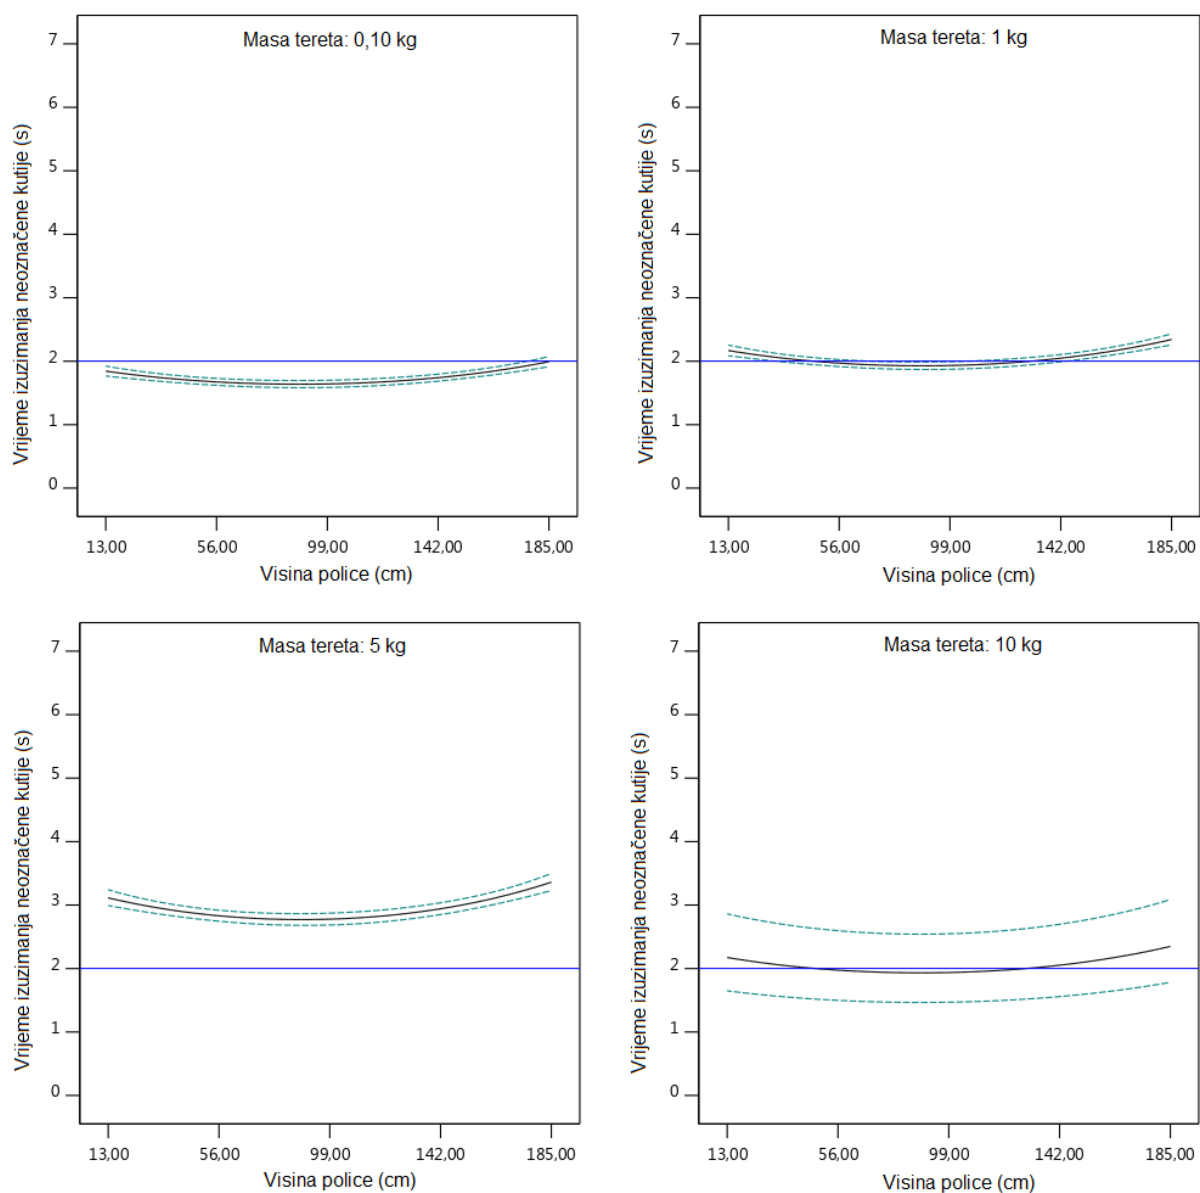 Masa tereta: 0,10 kg
Vrijeme izuzimanja neoznačene kutije (s)
7
6
5
4
3
2
1
0
13,00 56,00 99,00 142,00 185,00
Visina police (cm)
Masa tereta: 1 kg
Vrijeme izuzimanja neoznačene kutije (s)
7
6
5
4
3
2
1
0
13,00 56,00 99,00 142,00 185,00
Visina police (cm)
Masa tereta: 5 kg
Vrijeme izuzimanja neoznačene kutije (s)
7
6
5
4
3
2
1
0
13,00 56,00 99,00 142,00 185,00
Visina police (cm)
Masa tereta: 10 kg
Vrijeme izuzimanja neoznačene kutije (s)
7
6
5
4
3
2
1
0
13,00 56,00 99,00 142,00 185,00
Visina police (cm)